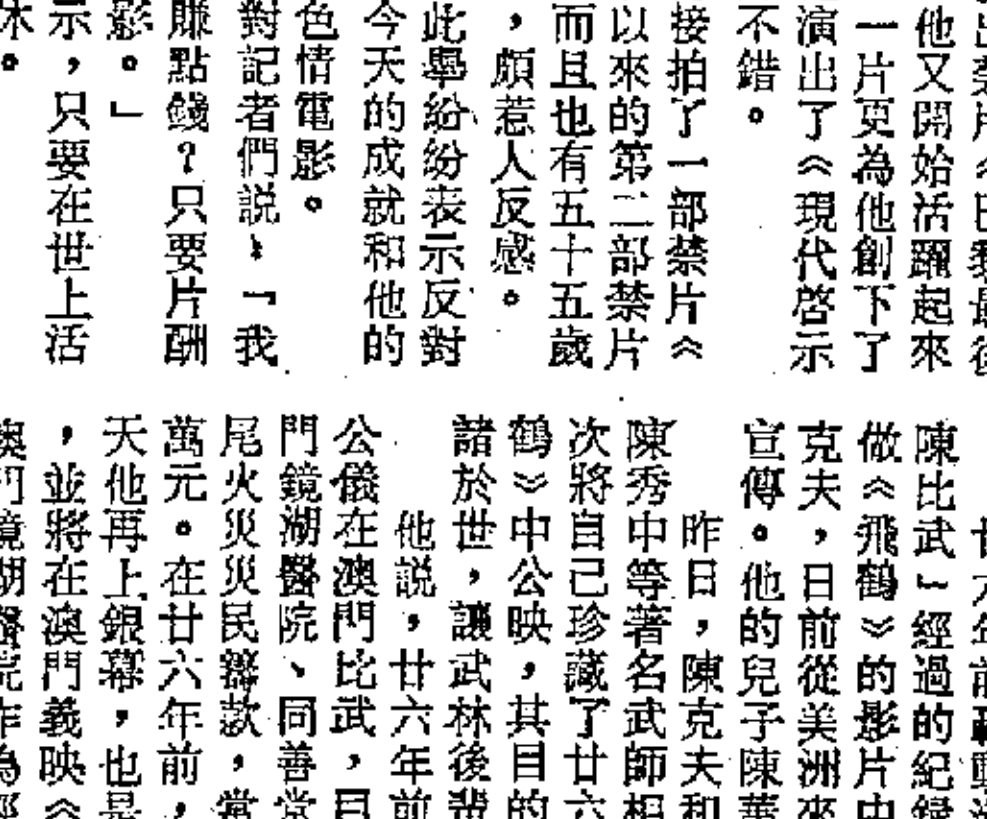 他又開始活躍起來
一片更為他創下了
演出了《現代啓示
不錯。
接拍了一部禁片《
以來的第二部禁片
而且也有五十五歲
，頗惹人反感。
此舉紛紛表示反對
今天的成就和他的
色情電影。
對記者們説：「我
賺點錢？只要片酬
影。」
示，只要在世上活
休。
陳比武」經過的紀錄
做《飛鶴》的影片中
克夫，日前從美洲來
宣傳。他的兒子陳華
昨日，陳克夫和
陳秀中等著名武師相
次將自己珍藏了廿六
鶴》中公映，其目的
諸於世，讓武林後輩
他説，廿六年前
公儀在澳門比武，目
門鏡湖醫院、同善堂
尾火災災民籌款，當
萬元。在廿六年前，
天他再上銀幕，也是
，並將在澳門義映《
澳門鏡湖醫院作為